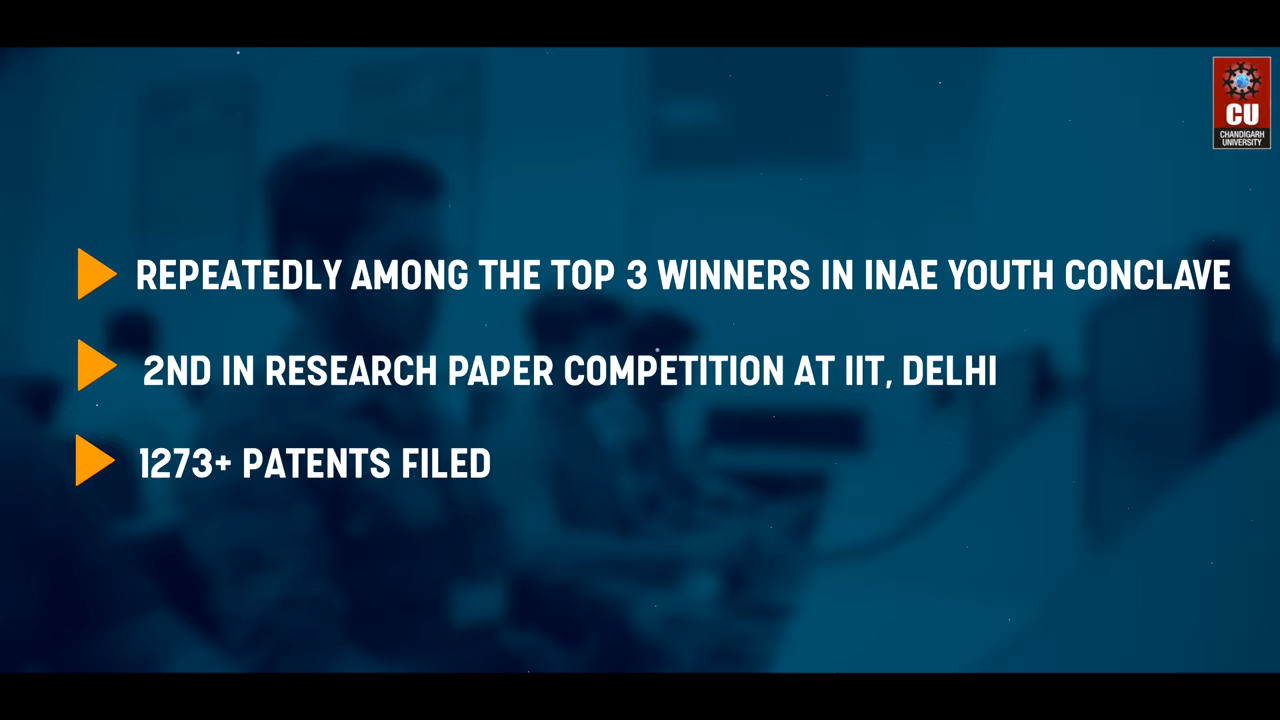 CU
CHANDIGARH
UNIVERSITY
REPEATEDLY AMONG THE TOP 3 WINNERS IN INAE YOUTH CONCLAVE
2ND IN RESEARCH PAPER COMPETITION AT IIT, DELHI
1273+ PATENTS FILED